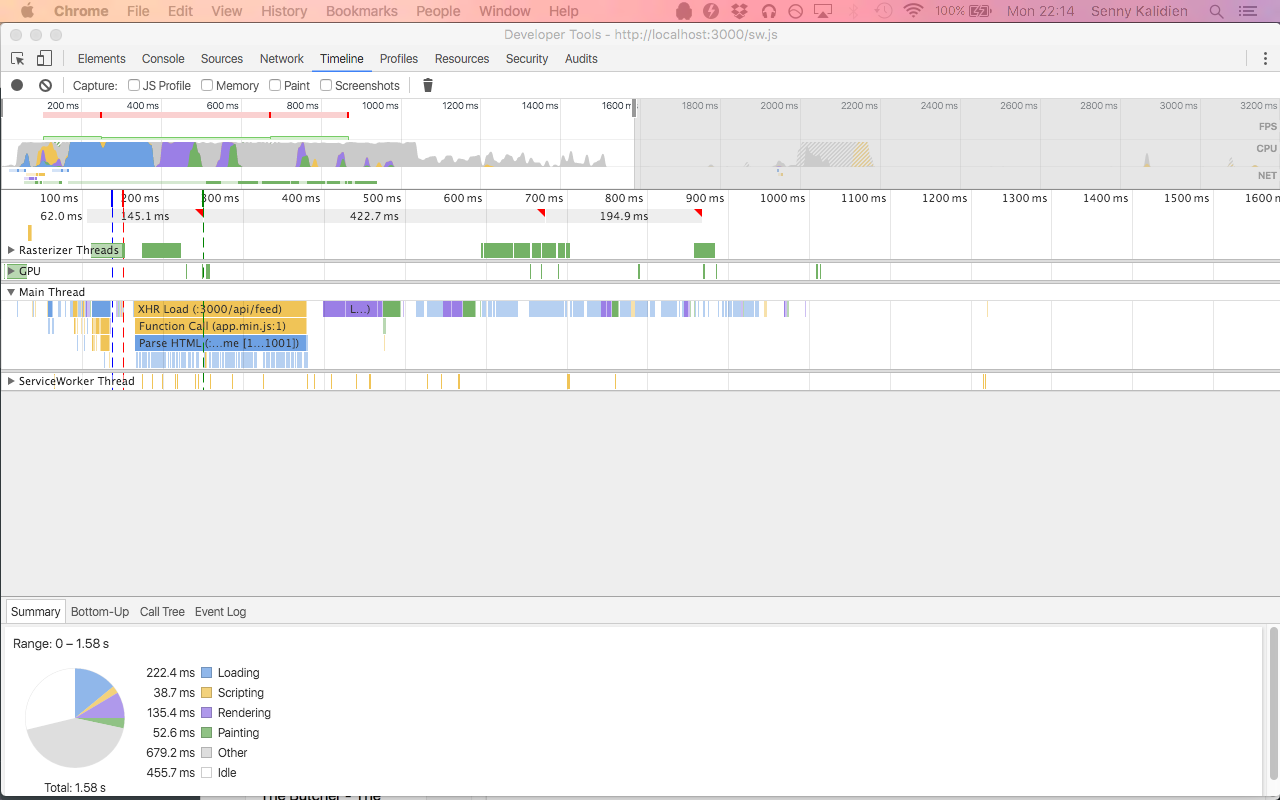 Chrome File Edit View History Bookmarks People Window Help 100% Mon 22:14 Senny Kalidien
Developer Tools - http://localhost:3000/sw.js
Elements Console Sources Network Timeline Profiles Resources Security Audits
Capture: JS Profile Memory Paint Screenshots
200 ms 400 ms 600 ms 800 ms 1000 ms 1200 ms 1400 ms 1600 m 1800 ms 2000 ms 2200 ms 2400 ms 2600 ms 2800 ms 3000 ms 3200 ms
FPS
CPU
NET
100 ms 200 ms 300 ms 400 ms 500 ms 600 ms 700 ms 800 ms 900 ms 1000 ms 1100 ms 1200 ms 1300 ms 1400 ms 1500 ms 1600 m
62.0 ms 145.1 ms 422.7 ms 194.9 ms
Rasterizer Threads
GPU
Main Thread
XHR Load (:3000/api/feed) L...)
Function Call (app.min.js:1)
Parse HTML (:...me [1...1001])
ServiceWorker Thread
Summary Bottom-Up Call Tree Event Log
Range: 0 – 1.58 s
222.4 ms Loading
38.7 ms Scripting
135.4 ms Rendering
52.6 ms Painting
679.2 ms Other
455.7 ms Idle
Total: 1.58 s
The Butcher - The